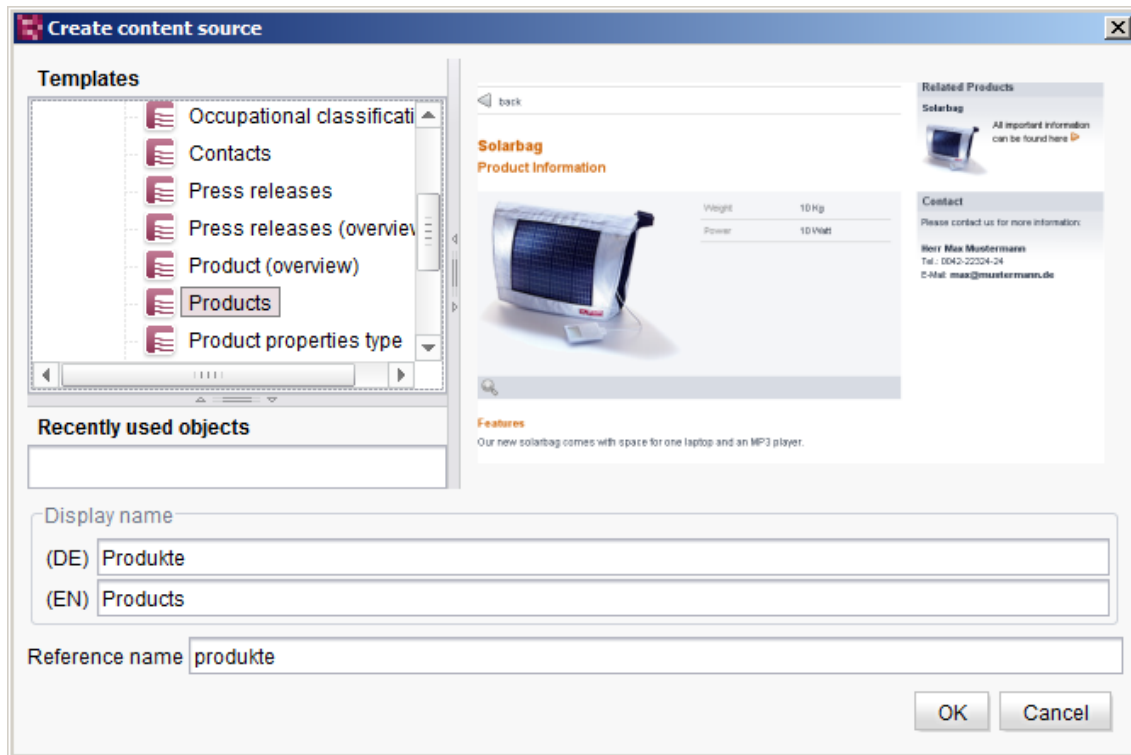 Create content source
Templates
Occupational classificati
Contacts
Press releases
Press releases (overview
Product (overview)
Products
Product properties type
Recently used objects
back
Solarbag
Product Information
Weight 10 Kg
Power 10 Watt
Features
Our new solarbag comes with space for one laptop and an MP3 player.
Related Products
Solarbag
All important information
can be found here
Contact
Please contact us for more information:
Herr Max Mustermann
Tel.: 0042-22324-24
E-Mail: max@mustermann.de
Display name
(DE) Produkte
(EN) Products
Reference name produkte
OK Cancel